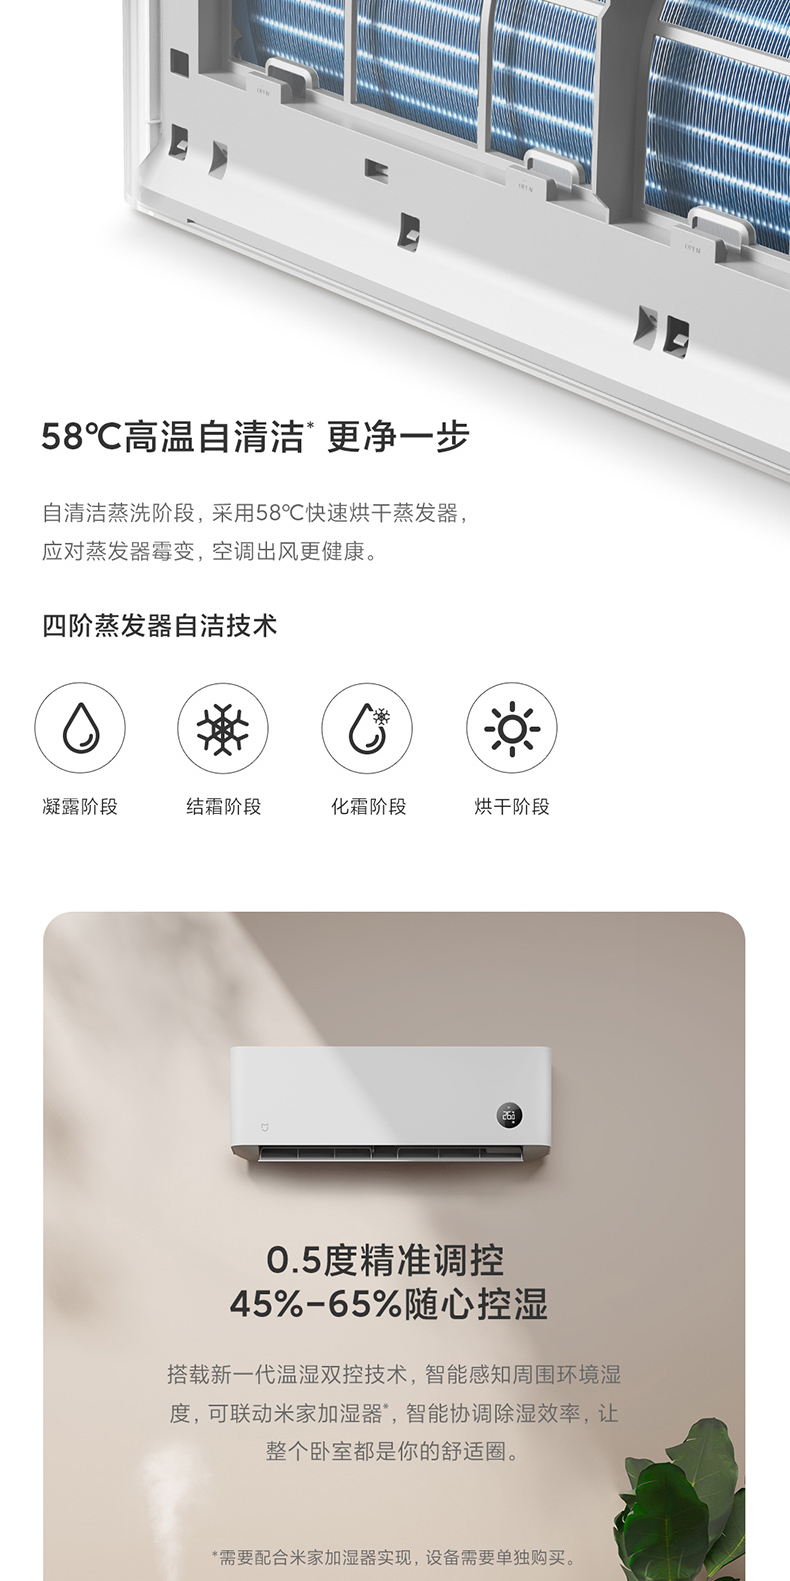 58℃高温自清洁* 更净一步
自清洁蒸洗阶段，采用58℃快速烘干蒸发器，
应对蒸发器霉变，空调出风更健康。
四阶蒸发器自洁技术
凝露阶段 结霜阶段 化霜阶段 烘干阶段
0.5度精准调控
45%-65%随心控湿
搭载新一代温湿双控技术，智能感知周围环境湿
度，可联动米家加湿器*，智能协调除湿效率，让
整个卧室都是你的舒适圈。
*需要配合米家加湿器实现，设备需要单独购买。